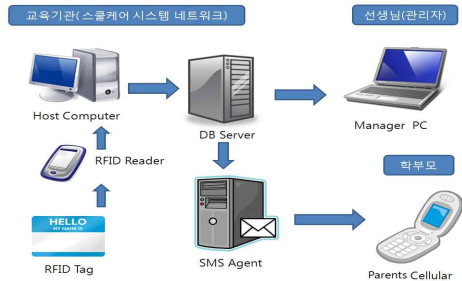 교육기관(스쿨케어 시스템 네트워크)
선생님(관리자)
Host Computer
DB Server
Manager PC
RFID Reader
학부모
HELLO
MY NAME IS
RFID Tag
SMS Agent
Parents Cellular